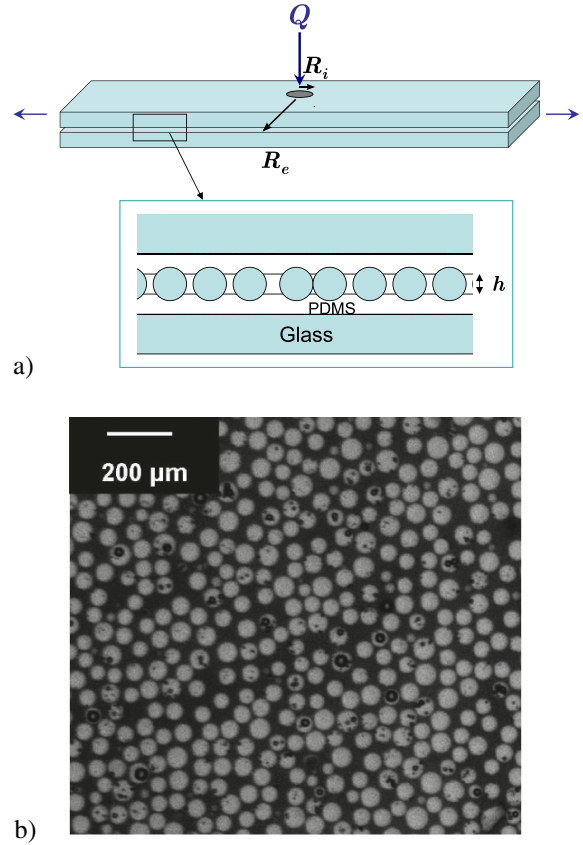 Q
R_i
R_e
h
PDMS
Glass
a)
200 μm
b)